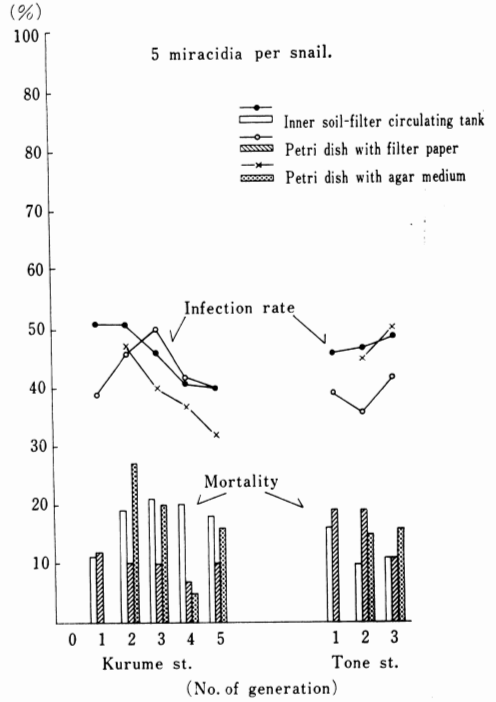 (%)
5 miracidia per snail.
Inner soil-filter circulating tank
Petri dish with filter paper
Petri dish with agar medium
100
80
80
70
60
50
40
30
20
10
Infection rate
Mortality
0 1 2 3 4 5 1 2 3
Kurume st. Tone st.
(No. of generation)